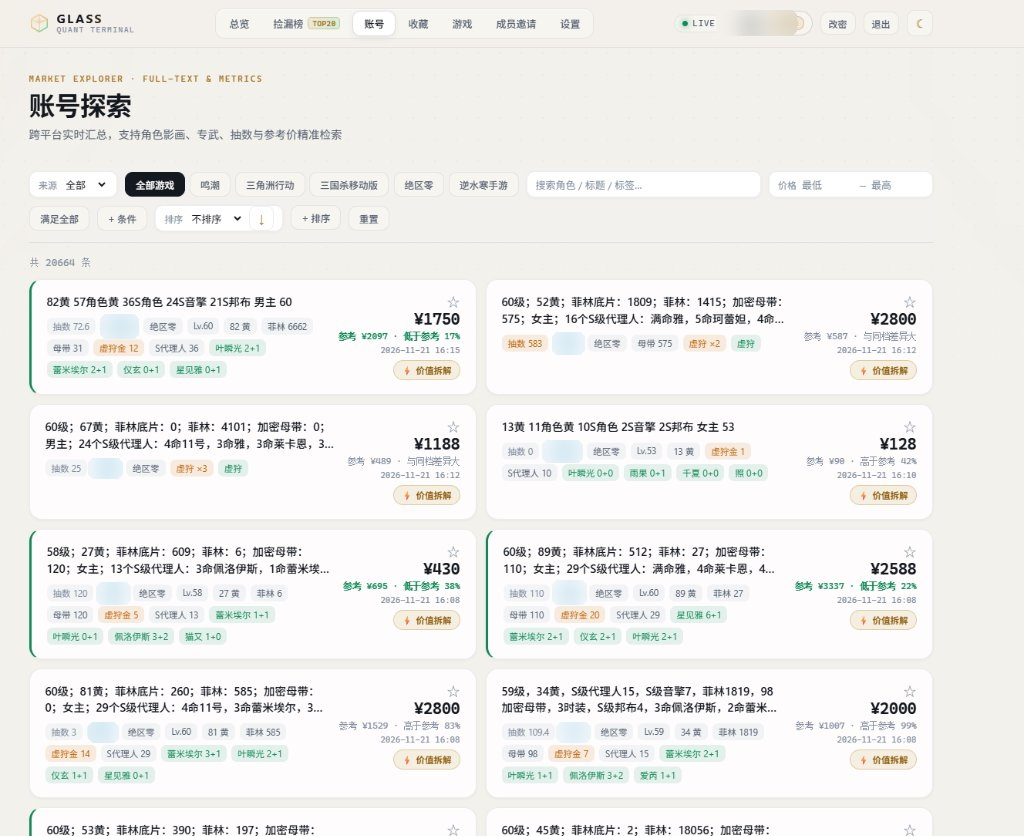 GLASS
QUANT TERMINAL
总览 捡漏榜 TOP20 账号 收藏 游戏 成员邀请 设置
LIVE 改密 退出
MARKET EXPLORER · FULL-TEXT & METRICS
账号探索
跨平台实时汇总，支持角色影画、专武、抽数与参考价精准检索
来源 全部 全部游戏 鸣潮 三角洲行动 三国杀移动版 绝区零 逆水寒手游 搜索角色 / 标题 / 标签... 价格 最低 — 最高
满足全部 + 条件 排序 不排序 ↓ + 排序 重置
共 20664 条
82黄 57角色黄 36S角色 24S音擎 21S邦布 男主 60
¥1750
抽数 72.6 绝区零 Lv.60 82 黄 菲林 6662
参考 ¥2097 · 低于参考 17%
母带 31 虚狩金 12 S代理人 36 叶瞬光 2+1
2026-11-21 16:15
蕾米埃尔 2+1 仪玄 0+1 星见雅 0+1
价值拆解
60级；52黄；菲林底片：1809；菲林：1415；加密母带：
575；女主；16个S级代理人：满命雅，5命珂蕾妲，4命...
¥2800
抽数 583 绝区零 母带 575 虚狩 ×2 虚狩
参考 ¥587 · 与同档差异大
2026-11-21 16:12
价值拆解
60级；67黄；菲林底片：0；菲林：4101；加密母带：0；
男主；24个S级代理人：4命11号，3命雅，3命莱卡恩，3...
¥1188
抽数 25 绝区零 虚狩 ×3 虚狩
参考 ¥489 · 与同档差异大
2026-11-21 16:12
价值拆解
13黄 11角色黄 10S角色 2S音擎 2S邦布 女主 53
¥128
抽数 0 绝区零 Lv.53 13 黄 虚狩金 1
参考 ¥90 · 高于参考 42%
S代理人 10 叶瞬光 0+0 雨果 0+1 千夏 0+0 照 0+0
2026-11-21 16:10
价值拆解
58级；27黄；菲林底片：609；菲林：6；加密母带：
120；女主；13个S级代理人：3命佩洛伊斯，1命蕾米埃...
¥430
抽数 120 绝区零 Lv.58 27 黄 菲林 6
参考 ¥695 · 低于参考 38%
2026-11-21 16:08
母带 120 虚狩金 5 S代理人 13 蕾米埃尔 1+1
价值拆解
叶瞬光 0+1 佩洛伊斯 3+2 猫又 1+0
60级；89黄；菲林底片：512；菲林：27；加密母带：
110；女主；29个S级代理人：满命雅，4命莱卡恩，4...
¥2588
抽数 110 绝区零 Lv.60 89 黄 菲林 27
参考 ¥3337 · 低于参考 22%
2026-11-21 16:08
母带 110 虚狩金 20 S代理人 29 星见雅 6+1
价值拆解
蕾米埃尔 2+1 仪玄 2+1 叶瞬光 2+1
60级；81黄；菲林底片：260；菲林：585；加密母带：
0；女主；29个S级代理人：4命11号，3命蕾米埃尔，3...
¥2800
抽数 3 绝区零 Lv.60 81 黄 菲林 585
参考 ¥1529 · 高于参考 83%
2026-11-21 16:08
虚狩金 14 S代理人 29 蕾米埃尔 3+1 叶瞬光 2+1
价值拆解
仪玄 1+1 星见雅 0+1
59级，34黄，S级代理人15，S级音擎7，菲林1819，98
加密母带，3时装，S级邦布4，3命佩洛伊斯，2命蕾米...
¥2000
抽数 109.4 绝区零 Lv.59 34 黄 菲林 1819
参考 ¥1007 · 高于参考 99%
2026-11-21 16:08
母带 98 虚狩金 7 S代理人 15 蕾米埃尔 2+1
价值拆解
叶瞬光 1+1 佩洛伊斯 3+2 爱芮 1+1
60级；53黄；菲林底片：390；菲林：197；加密母带：
60级；45黄；菲林底片：2；菲林：18056；加密母带：